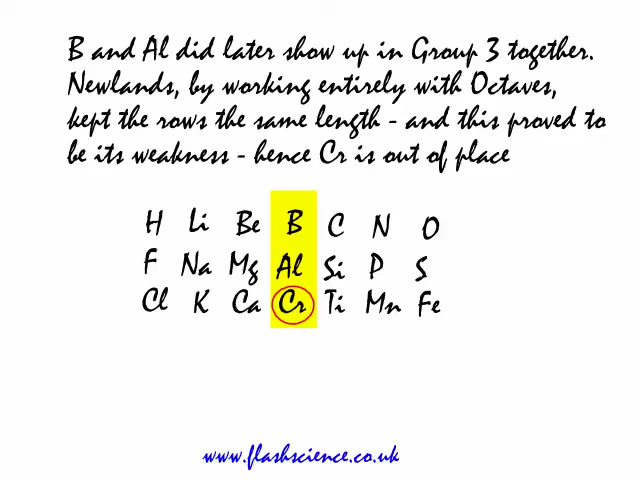 B and Al did later show up in Group 3 together.
Newlands, by working entirely with Octaves,
kept the rows the same length - and this proved to
be its weakness - hence Cr is out of place
H Li Be B C N O
F Na Mg Al Si P S
Cl K Ca Cr Ti Mn Fe
www.flashscience.co.uk